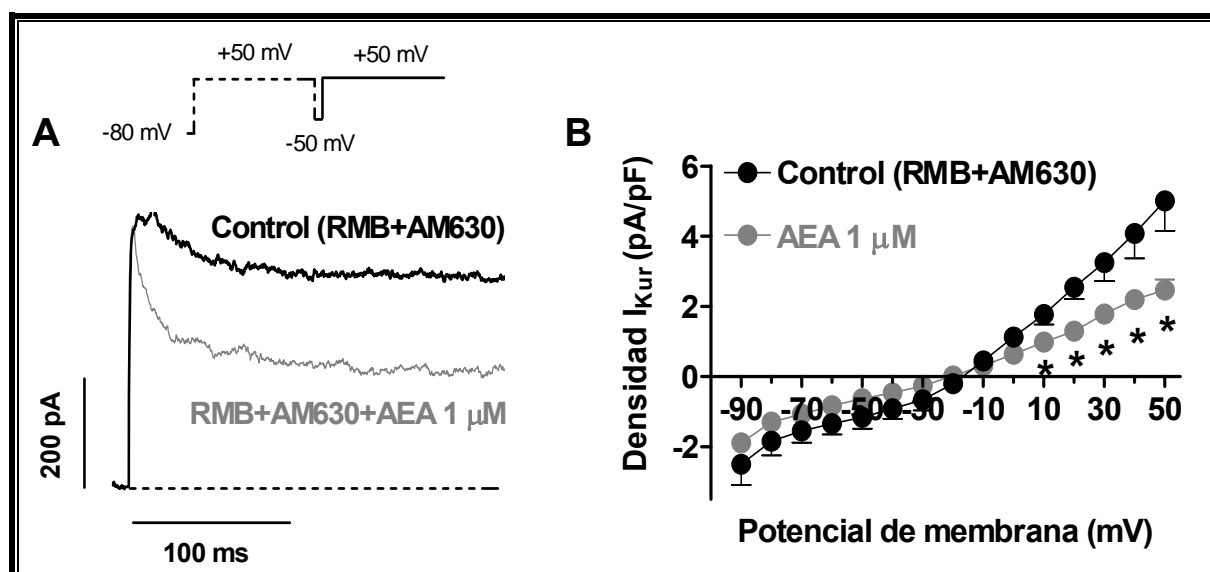 A
+50 mV
+50 mV
-80 mV
-50 mV
Control (RMB+AM630)
RMB+AM630+AEA 1 μM
200 pA
100 ms
B
Control (RMB+AM630)
AEA 1 μM
Densidad I_Kur (pA/pF)
6
4
2
0
-2
-90
-70
-50
-30
-10
10
30
50
*
*
*
*
*
Potencial de membrana (mV)